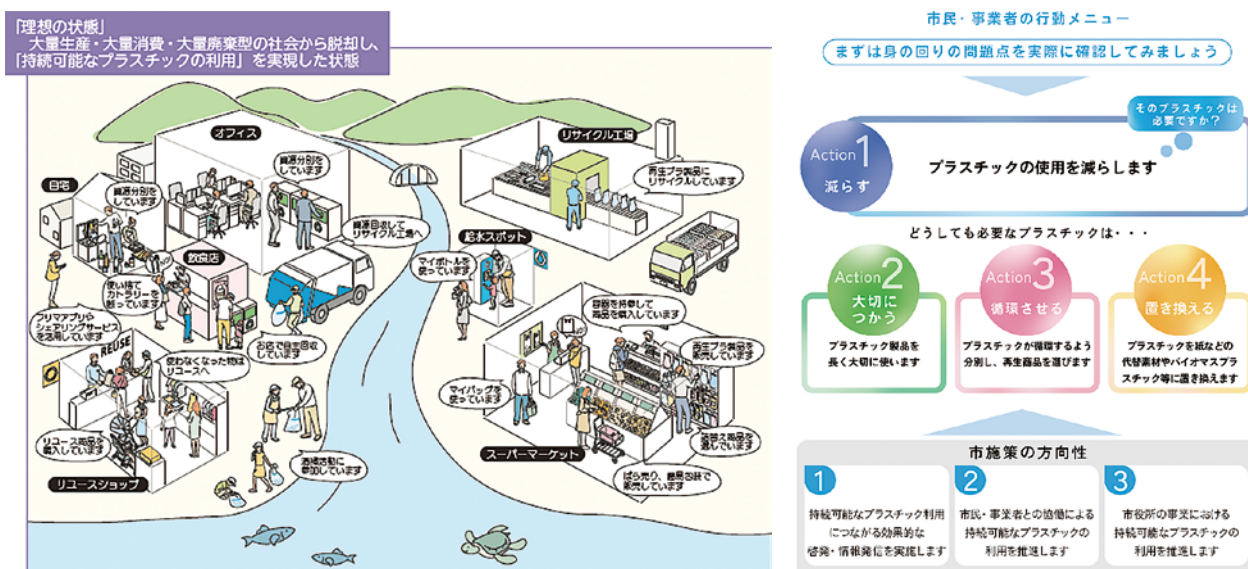 「理想の状態」
大量生産・大量消費・大量廃棄型の社会から脱却し、
「持続可能なプラスチックの利用」を実現した状態
オフィス
資源分別を
しています
自宅
資源分別を
しています
資源回収して
リサイクル工場へ
飲食店
使い捨て
カトラリーを
断っています
フリマアプリや
シェアリングサービス
を活用しています
お店で自主回収
しています
REUSE
使わなくなった物は
リユースへ
リユース商品を
購入しています
リユースショップ
清掃活動に
参加しています
リサイクル工場
再生プラ製品に
リサイクルしています
給水スポット
マイボトルを
使っています
容器を持参して
商品を購入しています
再生プラ製品を
販売しています
マイバッグを
使っています
詰替え商品を
選んでいます
スーパーマーケット
ばら売り、簡易包装で
販売しています
市民・事業者の行動メニュー
まずは身の回りの問題点を実際に確認してみましょう
そのプラスチックは
必要ですか？
Action 1
減らす
プラスチックの使用を減らします
どうしても必要なプラスチックは・・・
Action 2
大切に
つかう
プラスチック製品を
長く大切に使います
Action 3
循環させる
プラスチックが循環するよう
分別し、再生商品を選びます
Action 4
置き換える
プラスチックを紙などの
代替素材やバイオマスプラ
スチック等に置き換えます
市施策の方向性
1
持続可能なプラスチック利用
につながる効果的な
啓発・情報発信を実施します
2
市民・事業者との協働による
持続可能なプラスチックの
利用を推進します
3
市役所の事業における
持続可能なプラスチックの
利用を推進します